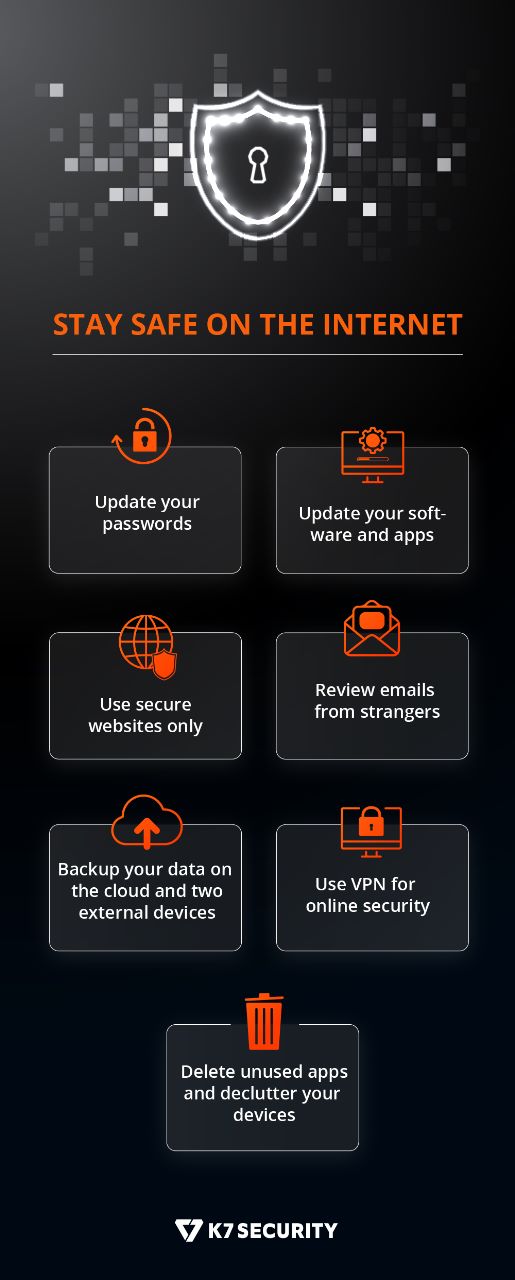 STAY SAFE ON THE INTERNET
Update your
passwords
Update your soft-
ware and apps
Use secure
websites only
Review emails
from strangers
Backup your data on
the cloud and two
external devices
Use VPN for
online security
Delete unused apps
and declutter your
devices
K7 SECURITY